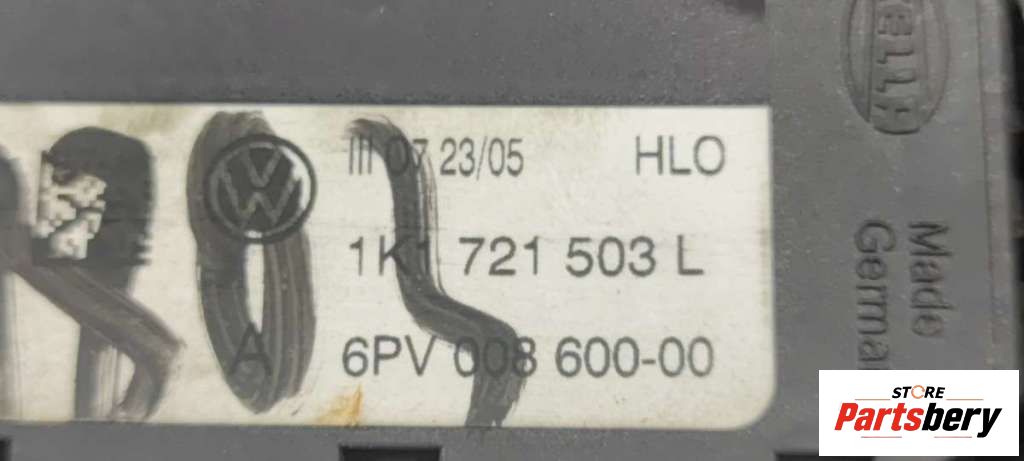 HELLA
III 07 23/05 HLO
1K1 721 503 L
A 6PV 008 600-00
Made
German
STORE
Partsbery